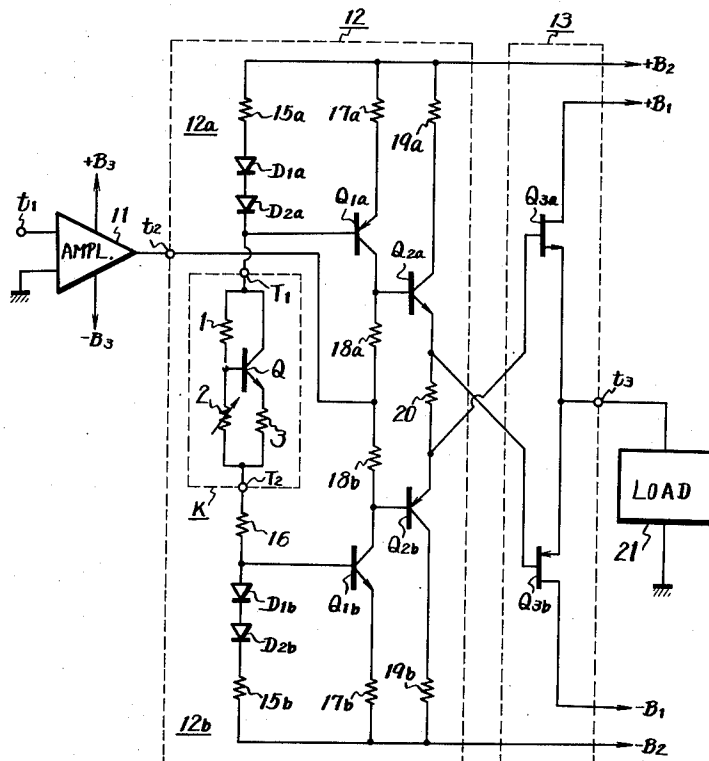 12
13
+B2
+B1
15a
17a
19a
12a
+B3
D1a
t1
11
D2a
Q1a
Q3a
t2
AMPL.
Q2a
T1
-B3
1
18a
Q
t3
2
20
3
18b
LOAD
T2
K
Q2b
21
16
Q1b
Q3b
D1b
D2b
19b
15b
17b
-B1
12b
-B2